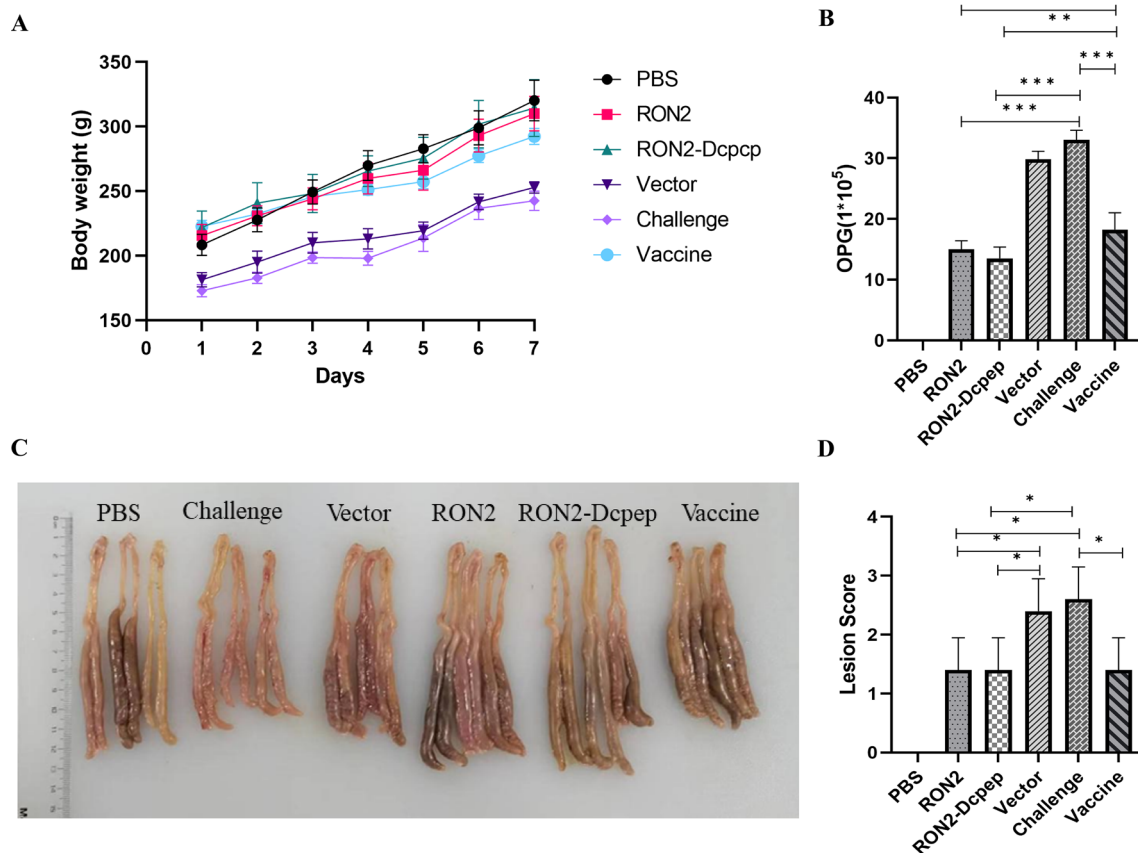 A
350
300
250
200
150
Body weight (g)
0 1 2 3 4 5 6 7
Days
PBS
RON2
RON2-Dcpcp
Vector
Challenge
Vaccine
B
* *
* * *
* * *
* * *
40
30
20
10
0
OPG(1*10^5)
PBS
RON2
RON2-Dcpep
Vector
Challenge
Vaccine
C
PBS Challenge Vector RON2 RON2-Dcpep Vaccine
D
*
*
*
*
*
4
3
2
1
0
Lesion Score
PBS
RON2
RON2-Dcpep
Vector
Challenge
Vaccine